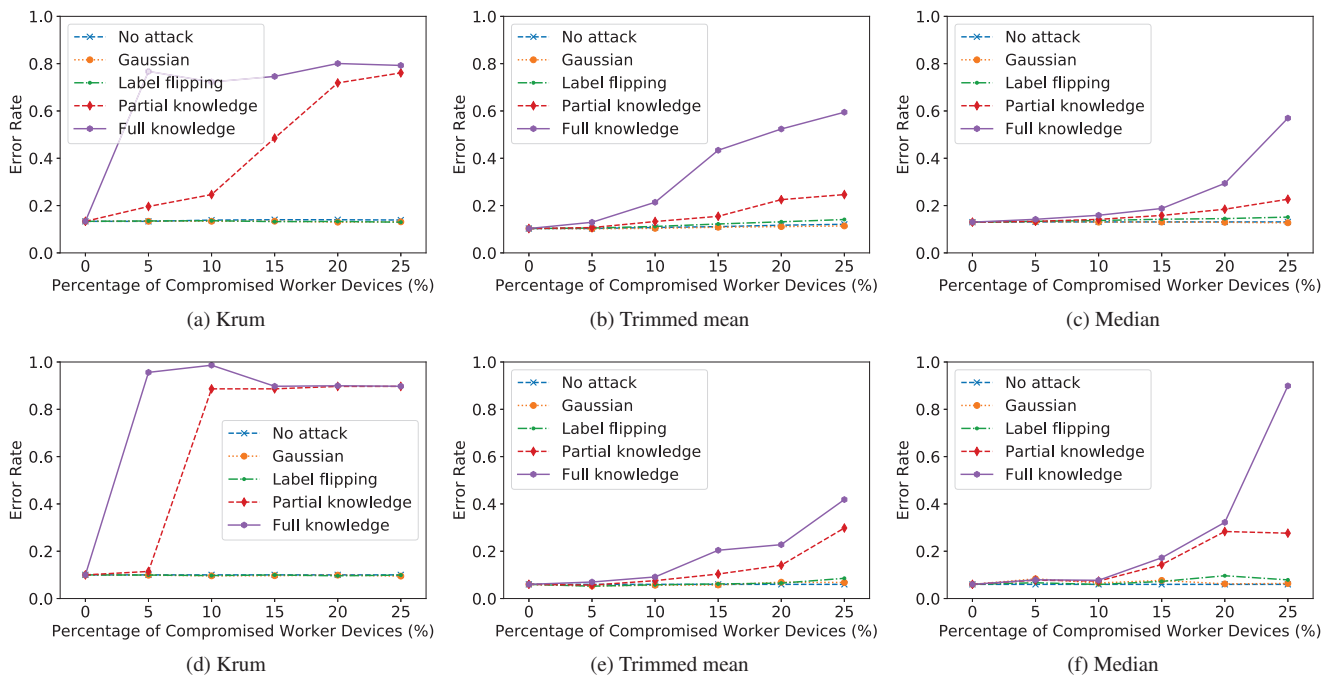 1.0
0.8
0.6
0.4
0.2
0.0
Error Rate
No attack
Gaussian
Label flipping
Partial knowledge
Full knowledge
0 5 10 15 20 25
Percentage of Compromised Worker Devices (%)
(a) Krum
1.0
0.8
0.6
0.4
0.2
0.0
Error Rate
No attack
Gaussian
Label flipping
Partial knowledge
Full knowledge
0 5 10 15 20 25
Percentage of Compromised Worker Devices (%)
(b) Trimmed mean
1.0
0.8
0.6
0.4
0.2
0.0
Error Rate
No attack
Gaussian
Label flipping
Partial knowledge
Full knowledge
0 5 10 15 20 25
Percentage of Compromised Worker Devices (%)
(c) Median
1.0
0.8
0.6
0.4
0.2
0.0
Error Rate
No attack
Gaussian
Label flipping
Partial knowledge
Full knowledge
0 5 10 15 20 25
Percentage of Compromised Worker Devices (%)
(d) Krum
1.0
0.8
0.6
0.4
0.2
0.0
Error Rate
No attack
Gaussian
Label flipping
Partial knowledge
Full knowledge
0 5 10 15 20 25
Percentage of Compromised Worker Devices (%)
(e) Trimmed mean
1.0
0.8
0.6
0.4
0.2
0.0
Error Rate
No attack
Gaussian
Label flipping
Partial knowledge
Full knowledge
0 5 10 15 20 25
Percentage of Compromised Worker Devices (%)
(f) Median